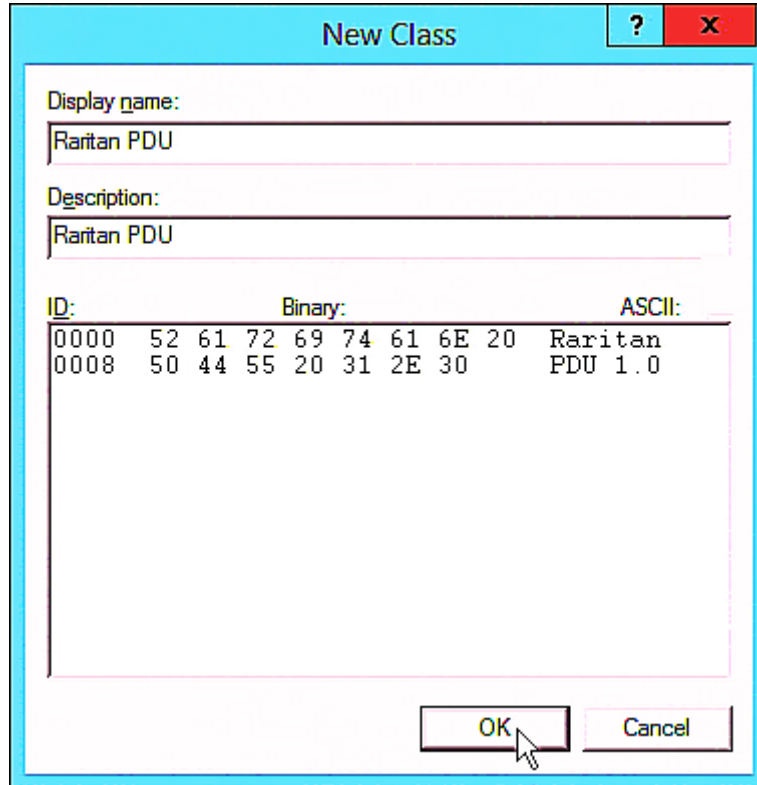 New Class
?
x
Display name:
Raritan PDU
Description:
Raritan PDU
ID: Binary: ASCII:
0000 52 61 72 69 74 61 6E 20 Raritan
0008 50 44 55 20 31 2E 30 PDU 1.0
OK Cancel